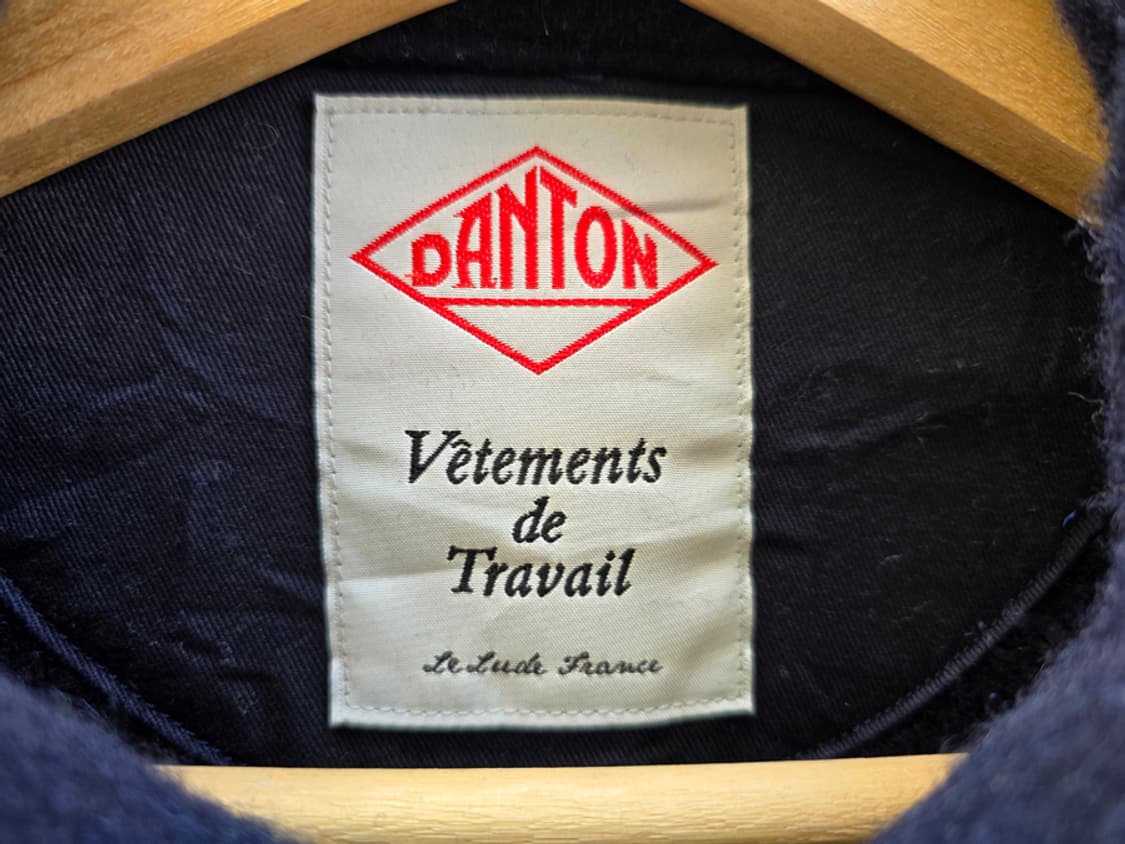 DANTON
Vêtements
de
Travail
Le Lude France